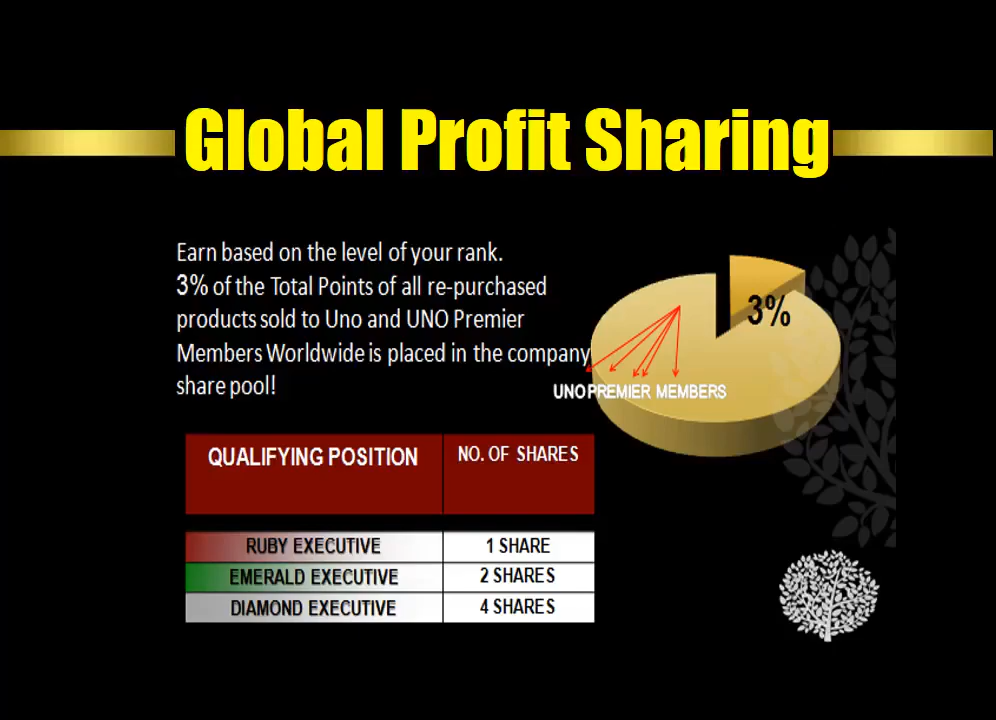 Global Profit Sharing
Earn based on the level of your rank.
3% of the Total Points of all re-purchased
products sold to Uno and UNO Premier
Members Worldwide is placed in the company
share pool!
3%
UNO PREMIER MEMBERS
QUALIFYING POSITION NO. OF SHARES
RUBY EXECUTIVE 1 SHARE
EMERALD EXECUTIVE 2 SHARES
DIAMOND EXECUTIVE 4 SHARES